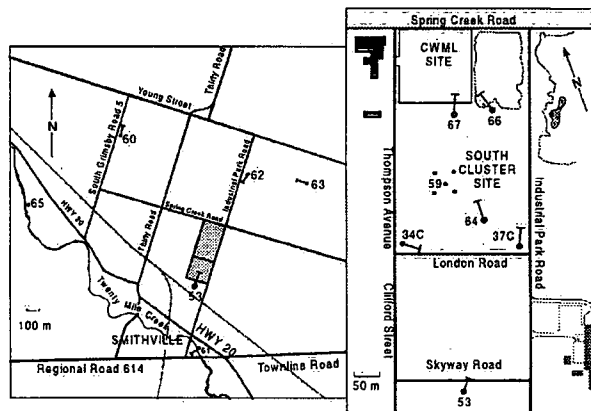 Young Street
Thirty Road
South Grimsby Road 5
60
Industrial Park Road
62
63
Spring Creek Road
N
65
HWY 20
Thirty Road
53
100 m
Twenty Mile Creek
HWY 20
SMITHVILLE
61
Regional Road 614
Townline Road
Spring Creek Road
CWML
SITE
N
67
66
SOUTH
CLUSTER
SITE
59
64
Thompson Avenue
Industrial Park Road
34C
37C
London Road
Clifford Street
Skyway Road
50 m
53